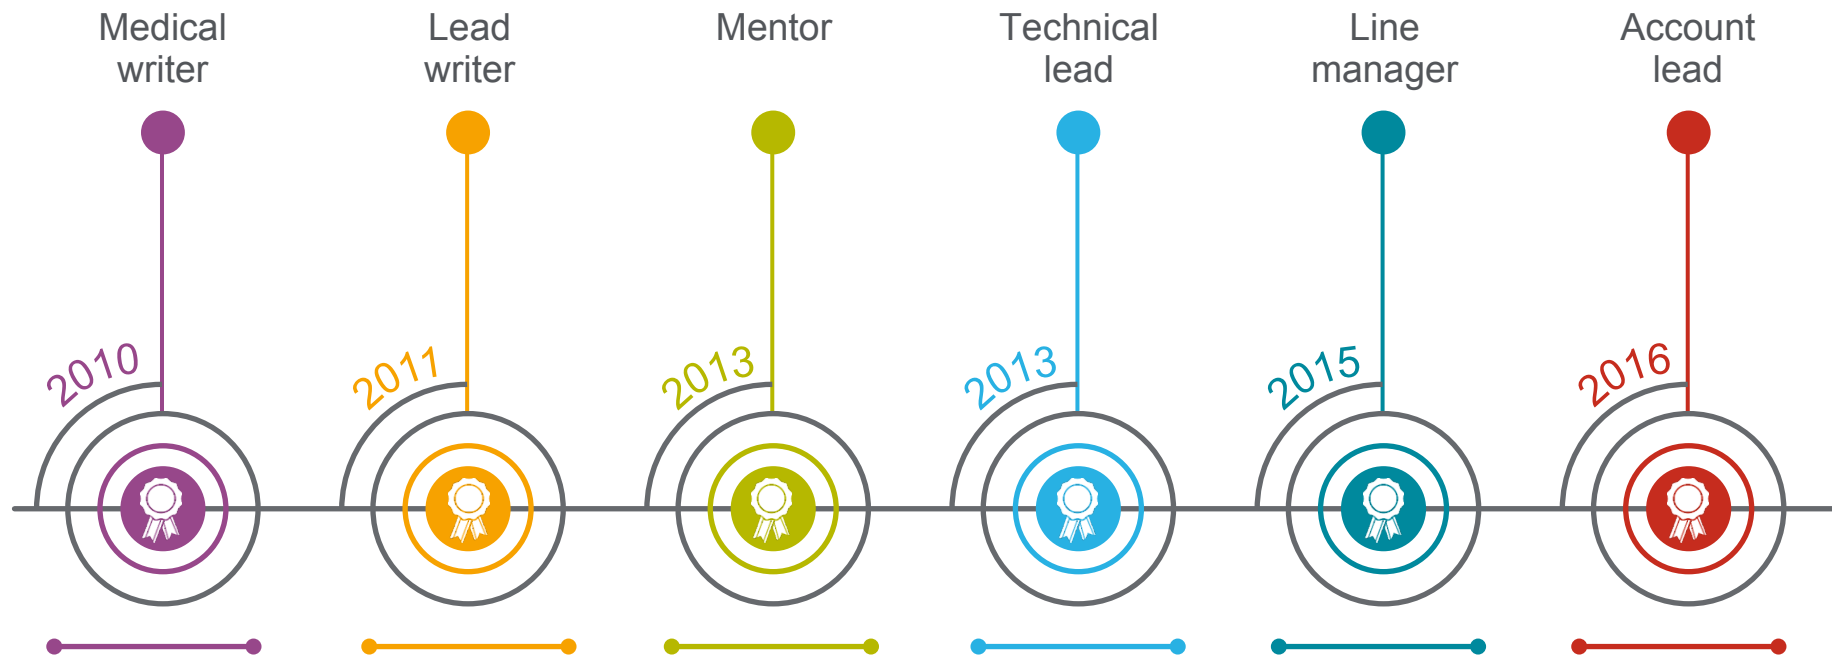 Medical
writer
Lead
writer
Mentor
Technical
lead
Line
manager
Account
lead
2010
2011
2013
2013
2015
2016